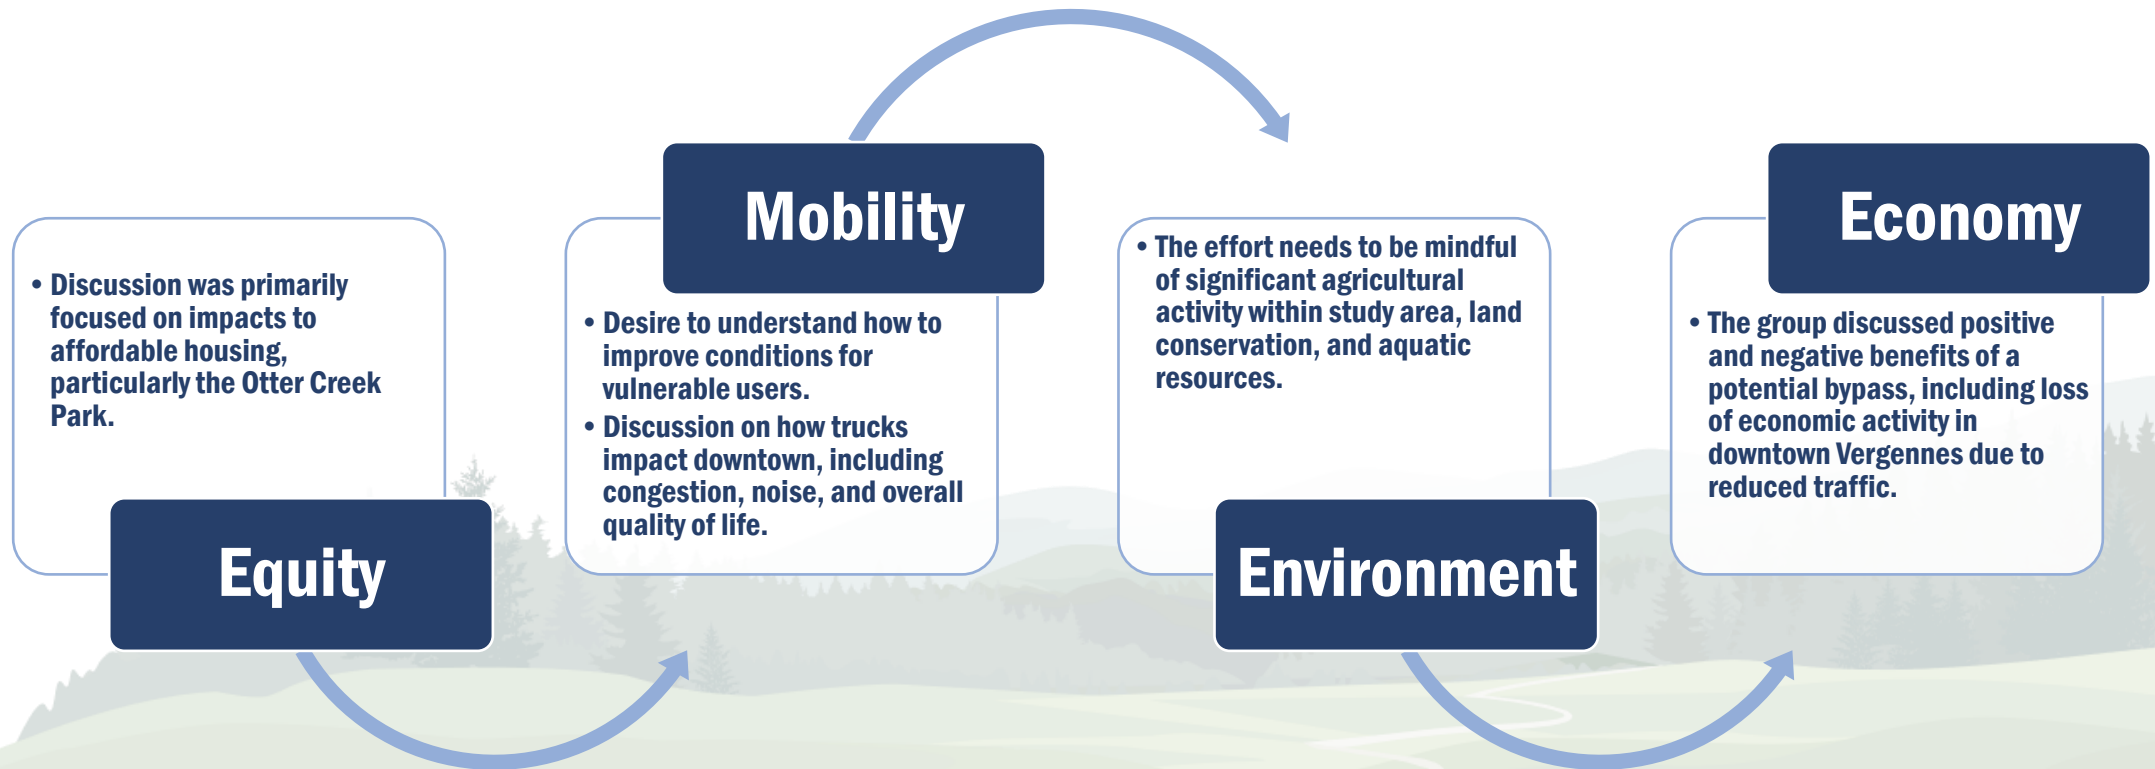 • Discussion was primarily
focused on impacts to
affordable housing,
particularly the Otter Creek
Park.
Equity
Mobility
• Desire to understand how to
improve conditions for
vulnerable users.
• Discussion on how trucks
impact downtown, including
congestion, noise, and overall
quality of life.
• The effort needs to be mindful
of significant agricultural
activity within study area, land
conservation, and aquatic
resources.
Environment
Economy
• The group discussed positive
and negative benefits of a
potential bypass, including loss
of economic activity in
downtown Vergennes due to
reduced traffic.